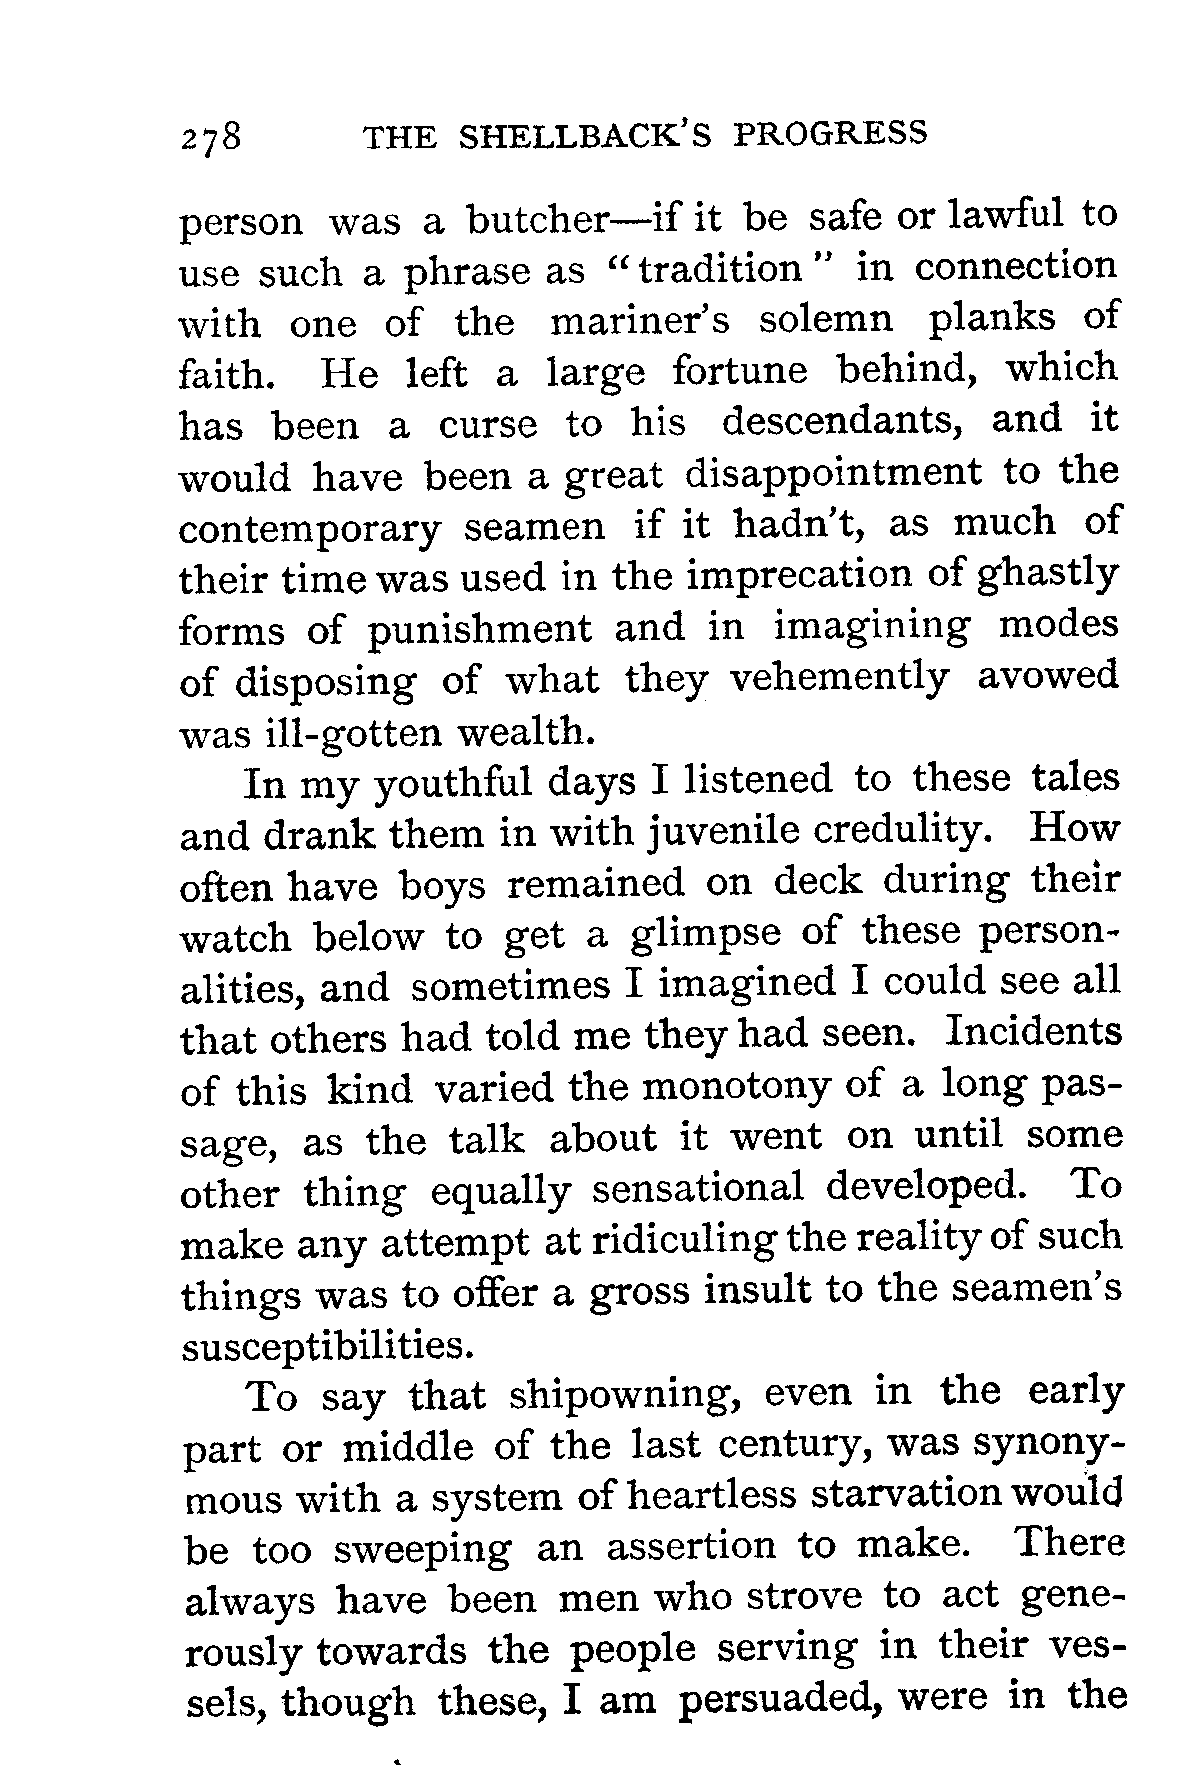 278 THE SHELLBACK'S PROGRESS
person was a butcher—if it be safe or lawful to
use such a phrase as “tradition” in connection
with one of the mariner's solemn planks of
faith. He left a large fortune behind, which
has been a curse to his descendants, and it
would have been a great disappointment to the
contemporary seamen if it hadn't, as much of
their time was used in the imprecation of ghastly
forms of punishment and in imagining modes
of disposing of what they vehemently avowed
was ill-gotten wealth.
In my youthful days I listened to these tales
and drank them in with juvenile credulity. How
often have boys remained on deck during their
watch below to get a glimpse of these person-
alities, and sometimes I imagined I could see all
that others had told me they had seen. Incidents
of this kind varied the monotony of a long pas-
sage, as the talk about it went on until some
other thing equally sensational developed. To
make any attempt at ridiculing the reality of such
things was to offer a gross insult to the seamen's
susceptibilities.
To say that shipowning, even in the early
part or middle of the last century, was synony-
mous with a system of heartless starvation would
be too sweeping an assertion to make. There
always have been men who strove to act gene-
rously towards the people serving in their ves-
sels, though these, I am persuaded, were in the